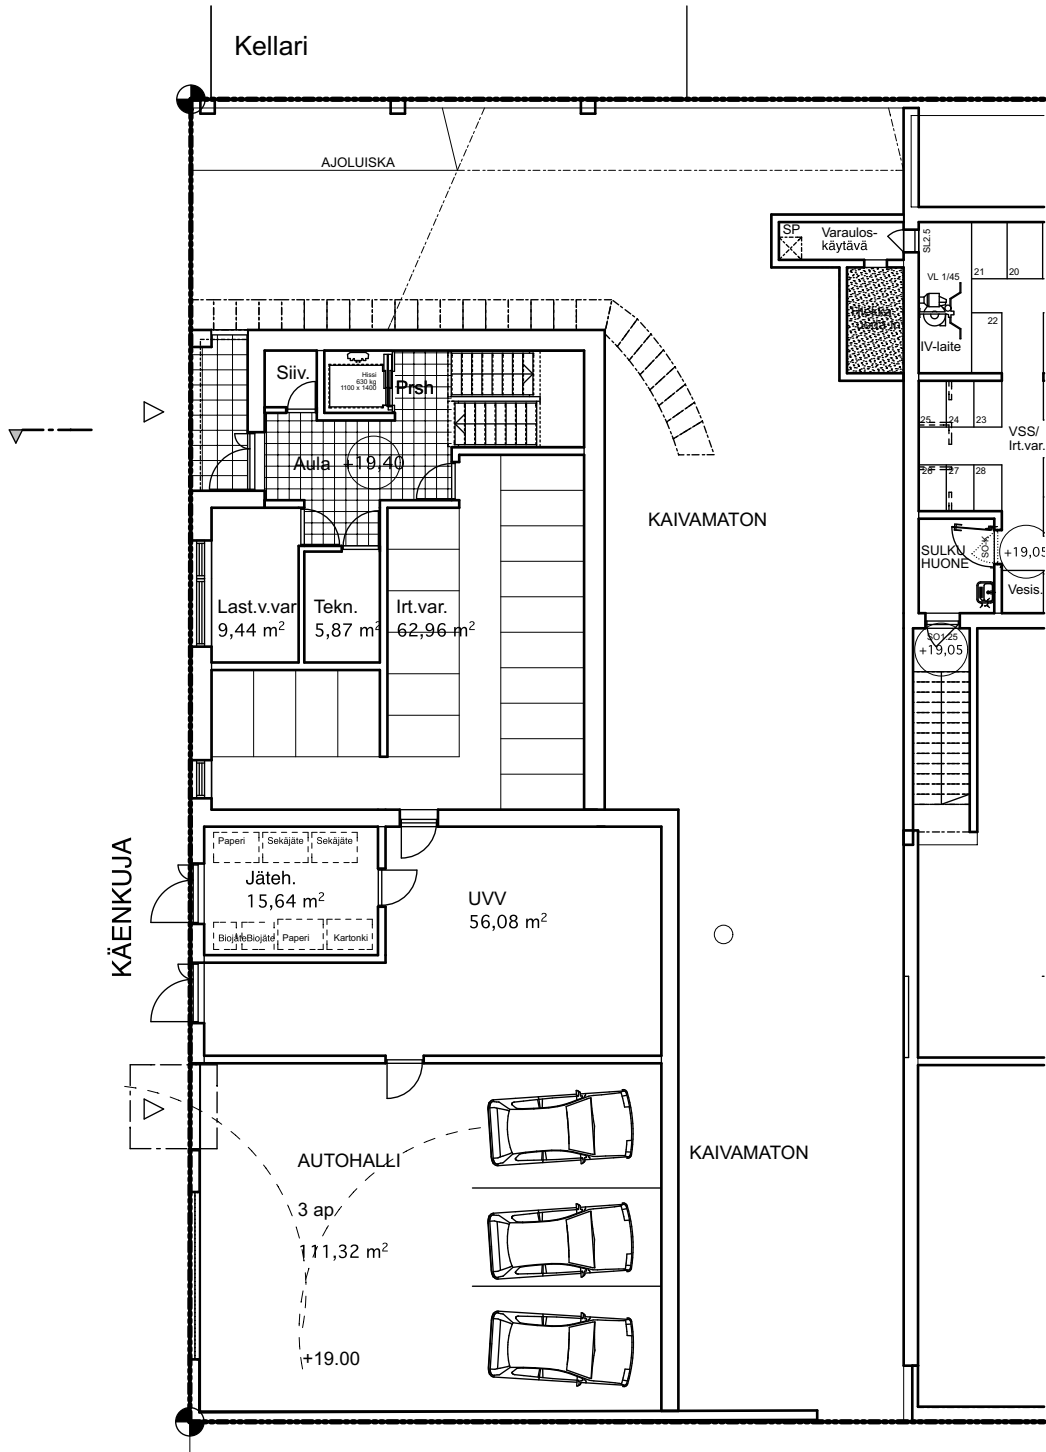 Kellari
AJOLUISKA
SP
Varaulos-
käytävä
SL2.5
VL 1/45
21
20
22
IV-laite
Siiv.
Hissi
630 kg
1100 x 1400
Prsh
25
24
23
VSS/
Irt.var.
Aula
+19,40
26
27
28
KAIVAMATON
SULKU
HUONE
SO-K
+19,05
Vesis.
Last.v.var
9,44 m²
Tekn.
5,87 m²
Irt.var.
62,96 m²
SO1:25
+19,05
KÄENKUJA
Paperi
Sekäjäte
Sekäjäte
Jäteh.
15,64 m²
Biojäte
Biojäte
Paperi
Kartonki
UVV
56,08 m²
AUTOHALLI
3 ap
111,32 m²
+19.00
KAIVAMATON